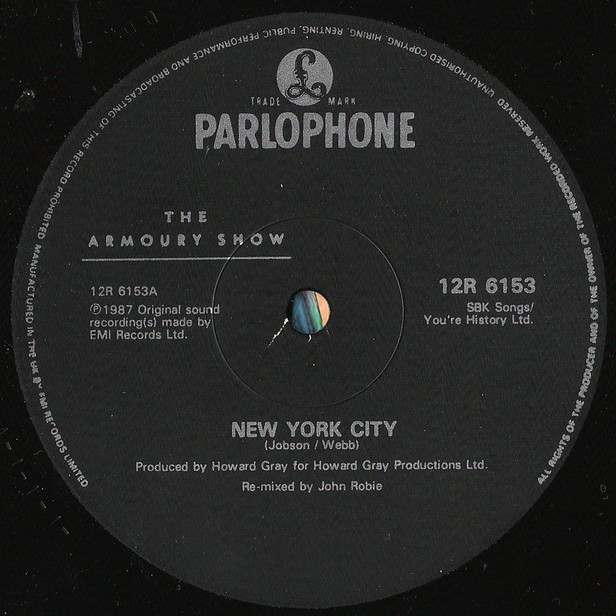 ALL RIGHTS OF THE PRODUCER AND OF THE OWNER OF THE RECORDED WORK RESERVED UNAUTHORISED COPYING, HIRING, RENTING, PUBLIC PERFORMANCE AND BROADCASTING OF THIS RECORD PROHIBITED MANUFACTURED IN THE UK ℗ EMI RECORDS LIMITED
£
TRADE MARK
PARLOPHONE
THE
ARMOURY SHOW
12R 6153A
℗1987 Original sound
recording(s) made by
EMI Records Ltd.
12R 6153
SBK Songs/
You're History Ltd.
NEW YORK CITY
(Jobson / Webb)
Produced by Howard Gray for Howard Gray Productions Ltd.
Re-mixed by John Robie